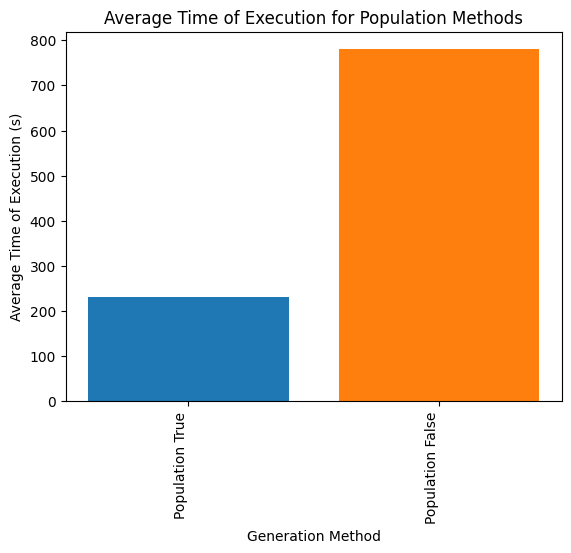 Average Time of Execution for Population Methods
Average Time of Execution (s)
800
700
600
500
400
300
200
100
0
Population True
Population False
Generation Method